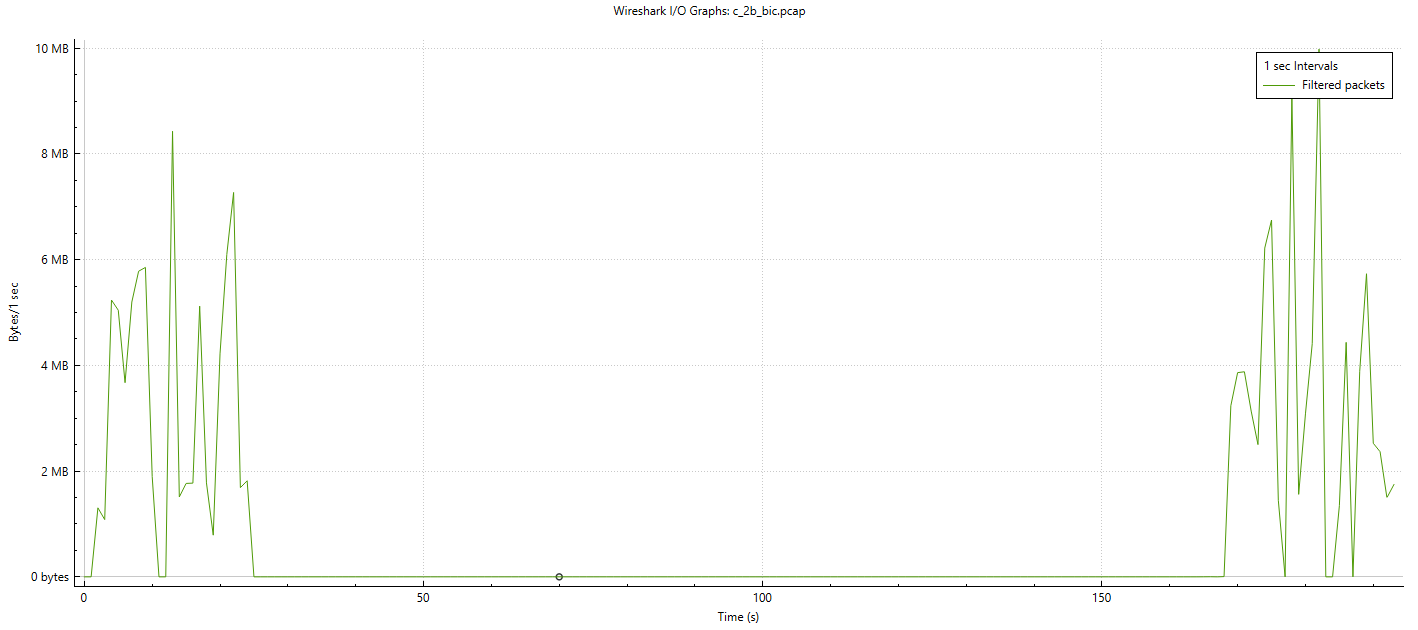 Wireshark I/O Graphs: c_2b_bic.pcap
10 MB
1 sec Intervals
Filtered packets
8 MB
6 MB
Bytes/1 sec
4 MB
2 MB
0 bytes
0
50
100
150
Time (s)